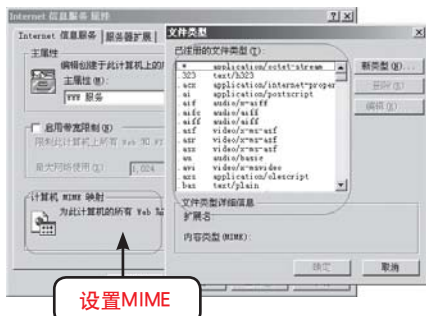 Internet 信息服务 属性
Internet 信息服务
服务器扩展
主属性
编辑创建于此计算机上的
主属性(M):
WWW 服务
启用带宽限制(B)
限制此计算机上所有 Web 和 FT
最大网络使用(X):
1,024
计算机 MIME 映射
为此计算机的所有 Web 站
设置MIME
文件类型
已注册的文件类型(T):
.* application/octet-stream
.323 text/h323
.acx application/internet-proper
.ai application/postscript
.aif audio/x-aiff
.aifc audio/aiff
.aiff audio/aiff
.asf video/x-ms-asf
.asr video/x-ms-asf
.asx video/x-ms-asf
.au audio/basic
.avi video/x-msvideo
.axs application/olescript
.bas text/plain
新类型(W)...
删除(R)
编辑(E)
文件类型详细信息
扩展名
内容类型(MIME):
确定
取消